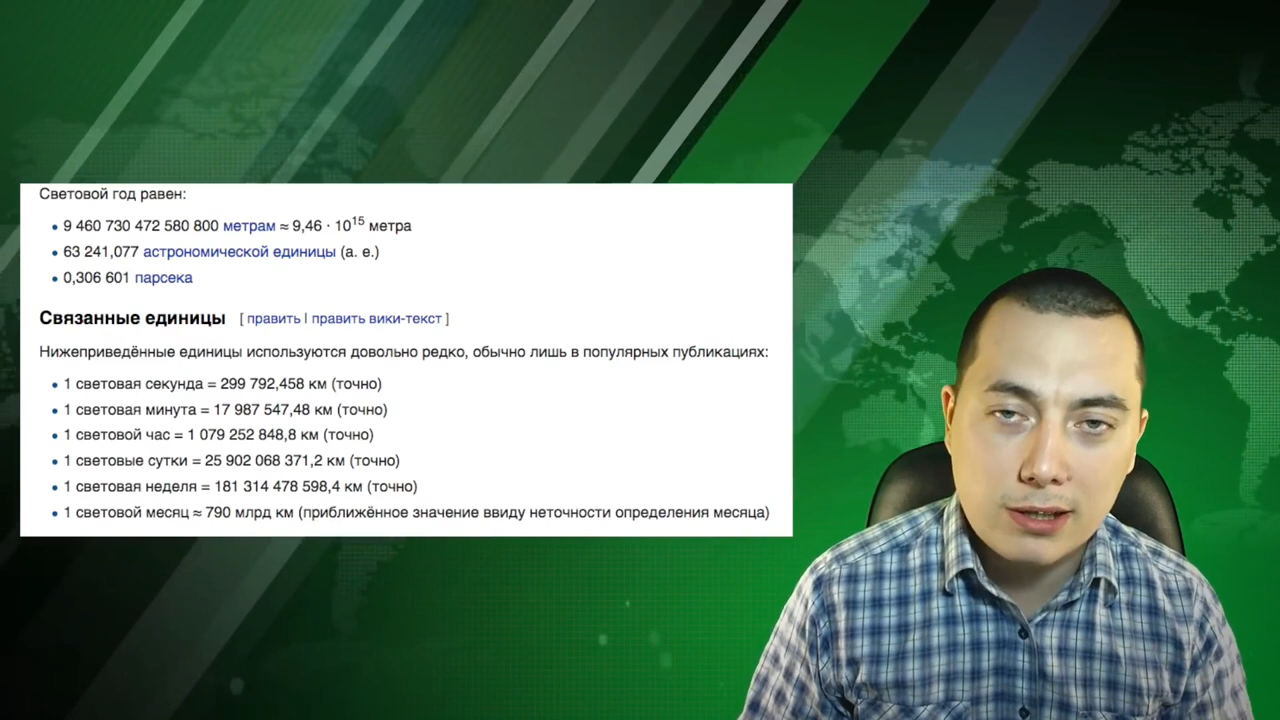 Световой год равен:
9 460 730 472 580 800 метрам ≈ 9,46 · 10¹⁵ метра
63 241,077 астрономической единицы (а. е.)
0,306 601 парсека
Связанные единицы [ править | править вики-текст ]
Нижеприведённые единицы используются довольно редко, обычно лишь в популярных публикациях:
1 световая секунда = 299 792,458 км (точно)
1 световая минута = 17 987 547,48 км (точно)
1 световой час = 1 079 252 848,8 км (точно)
1 световые сутки = 25 902 068 371,2 км (точно)
1 световая неделя = 181 314 478 598,4 км (точно)
1 световой месяц ≈ 790 млрд км (приближённое значение ввиду неточности определения месяца)